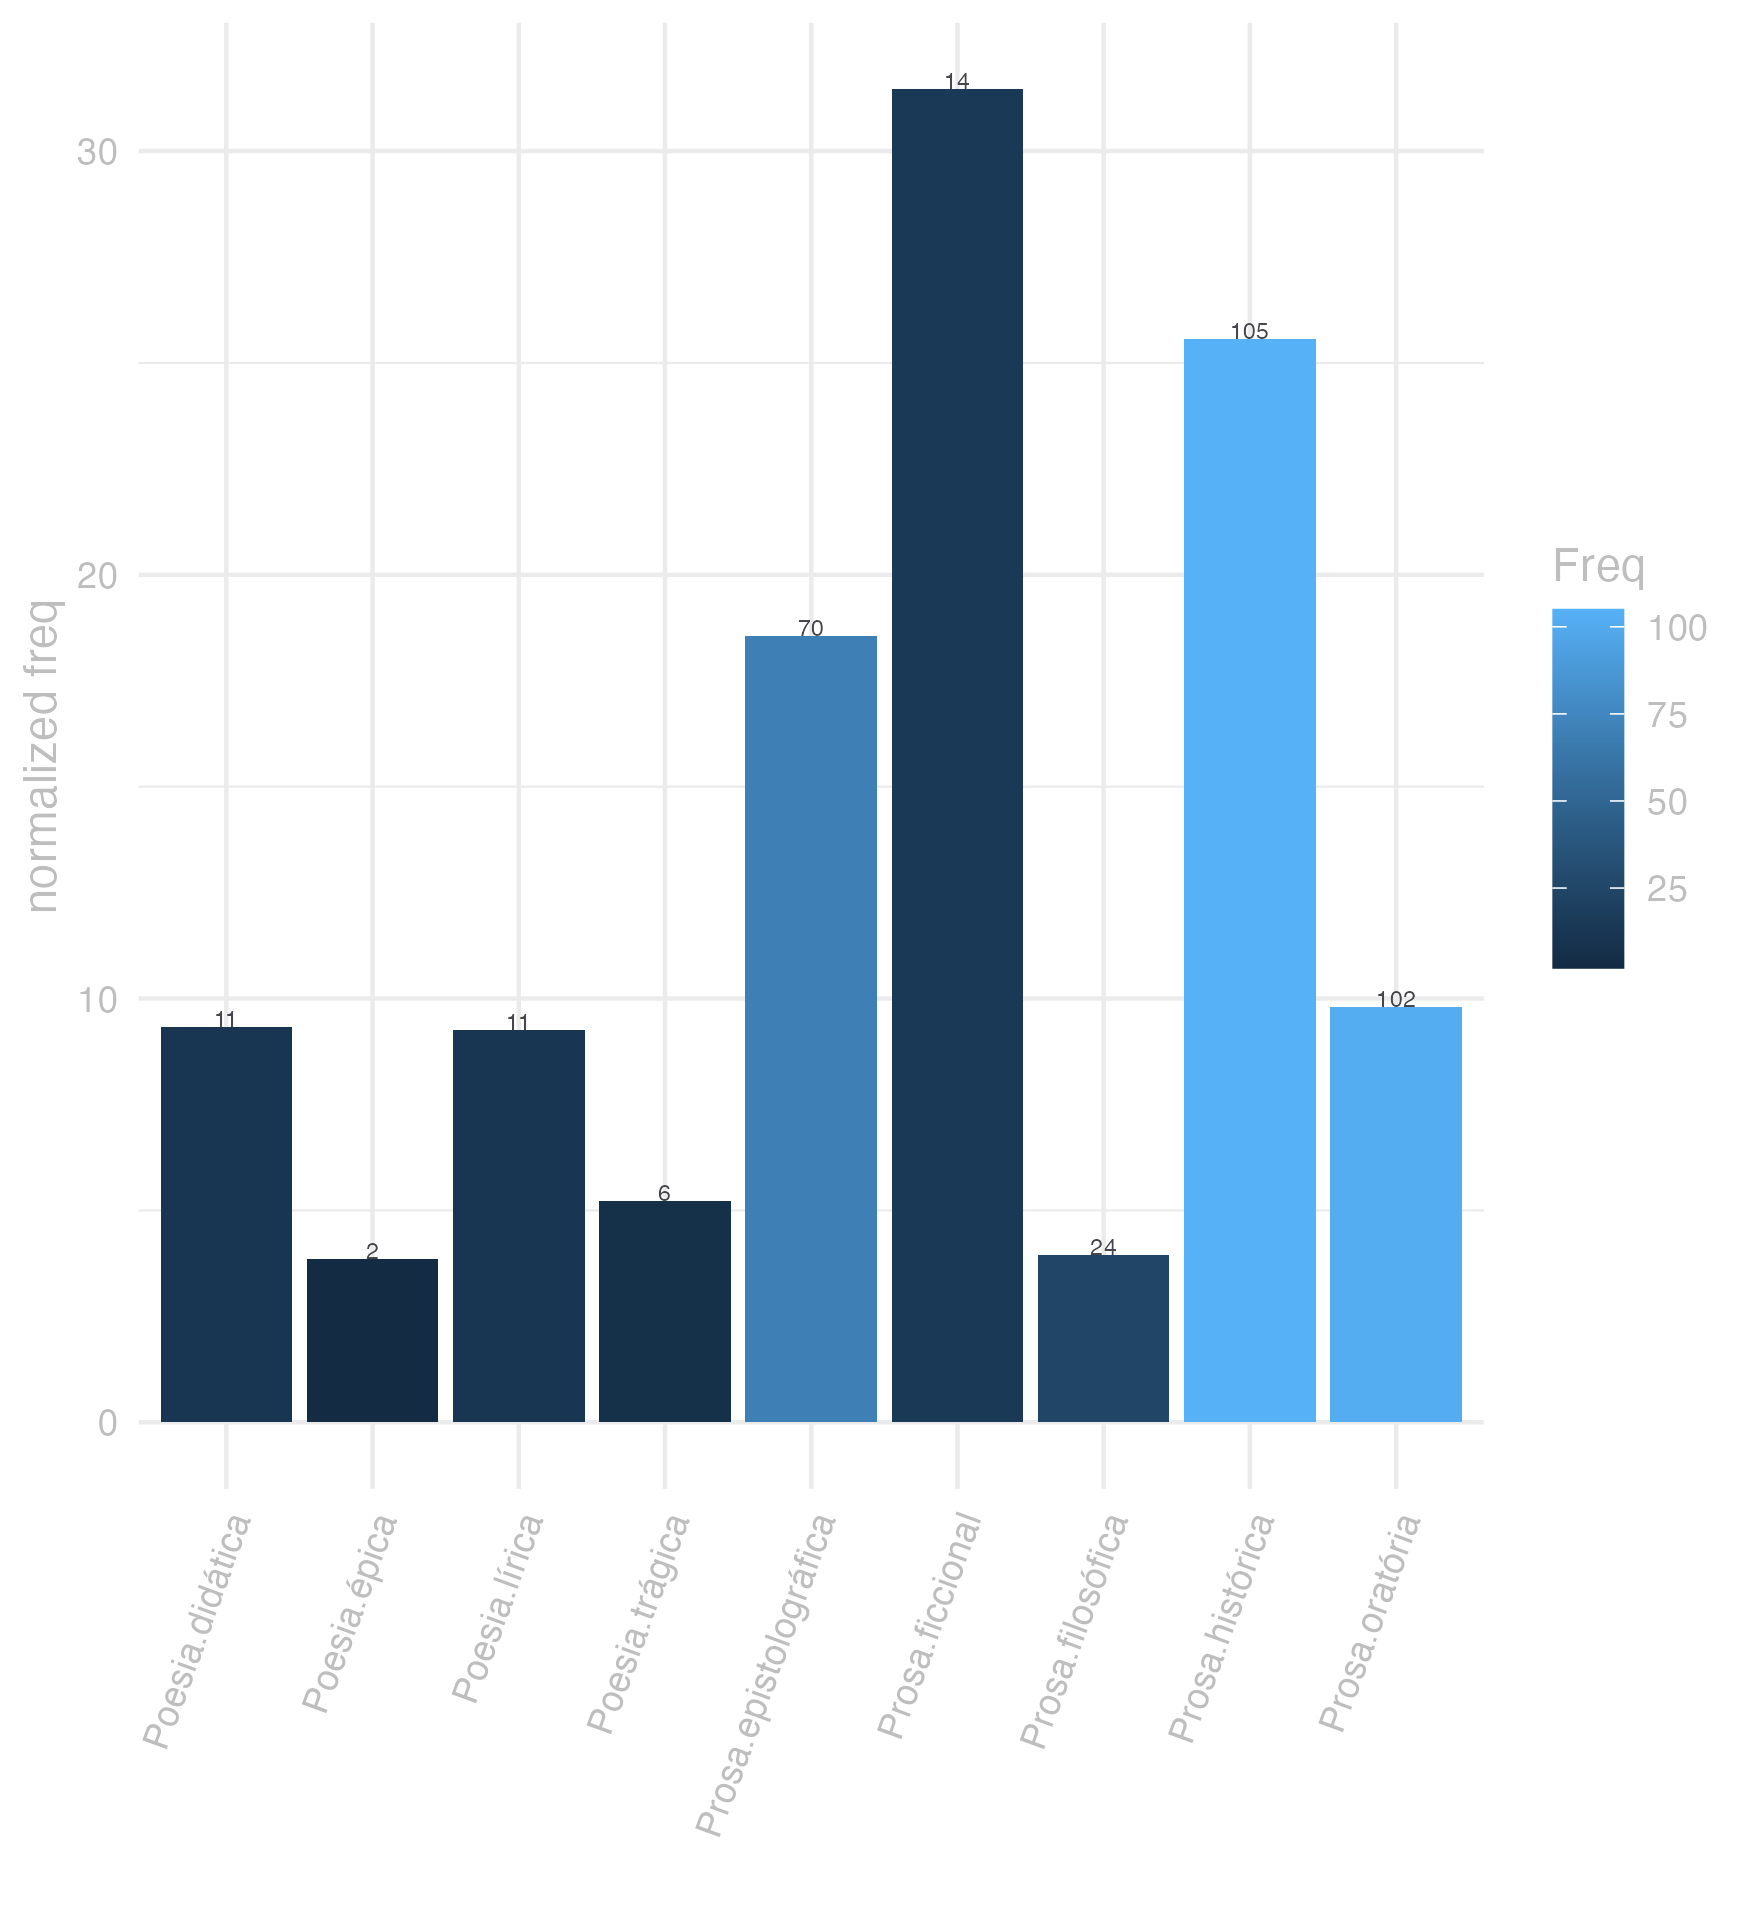 normalized freq
30
20
10
0
11
2
11
6
70
14
24
105
102
Poesia.didática
Poesia.épica
Poesia.lírica
Poesia.trágica
Prosa.epistolográfica
Prosa.ficcional
Prosa.filosófica
Prosa.histórica
Prosa.oratória
Freq
100
75
50
25